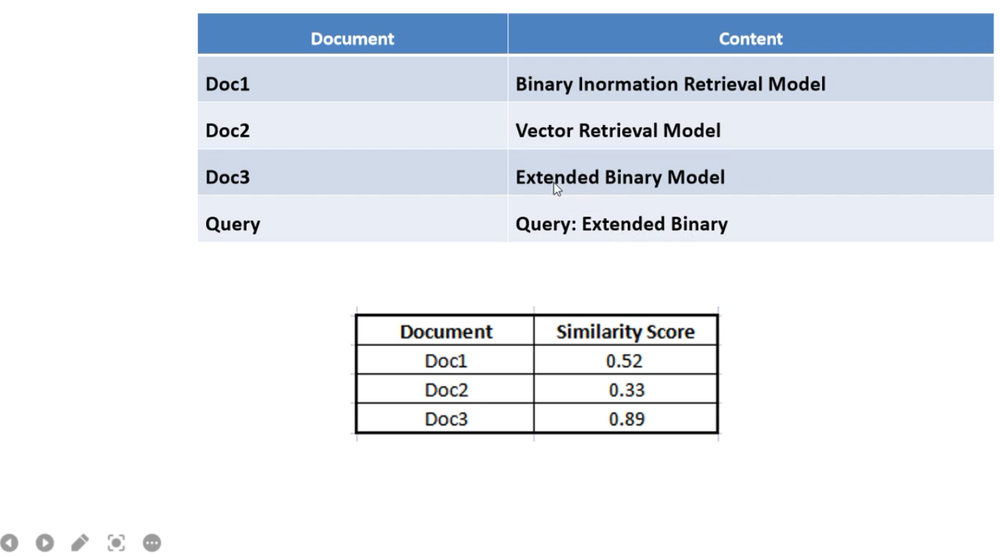 Document Content
Doc1 Binary Inormation Retrieval Model
Doc2 Vector Retrieval Model
Doc3 Extended Binary Model
Query Query: Extended Binary
Document Similarity Score
Doc1 0.52
Doc2 0.33
Doc3 0.89